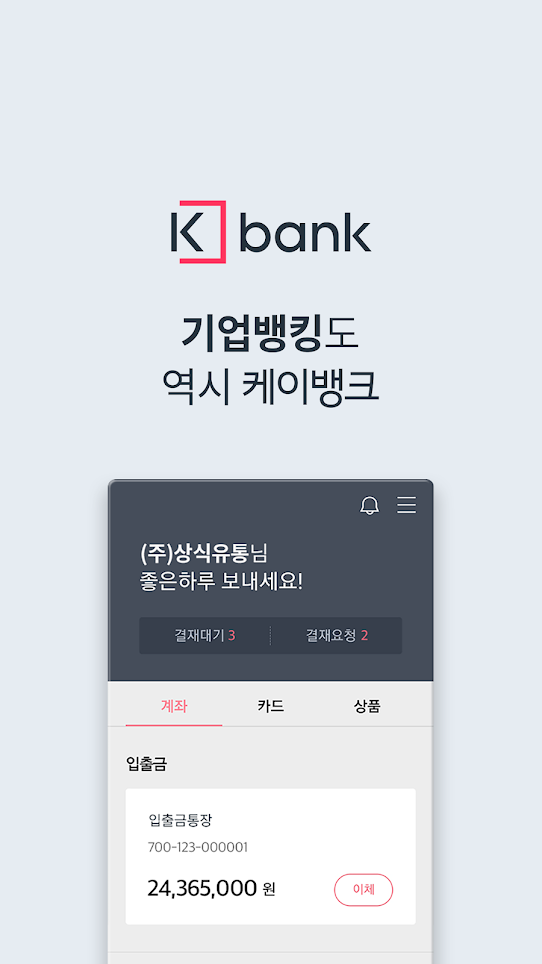 K bank
기업뱅킹도
역시 케이뱅크
(주)상식유통님
좋은하루 보내세요!
결재대기 3 결재요청 2
계좌 카드 상품
입출금
입출금통장
700-123-000001
24,365,000 원 이체